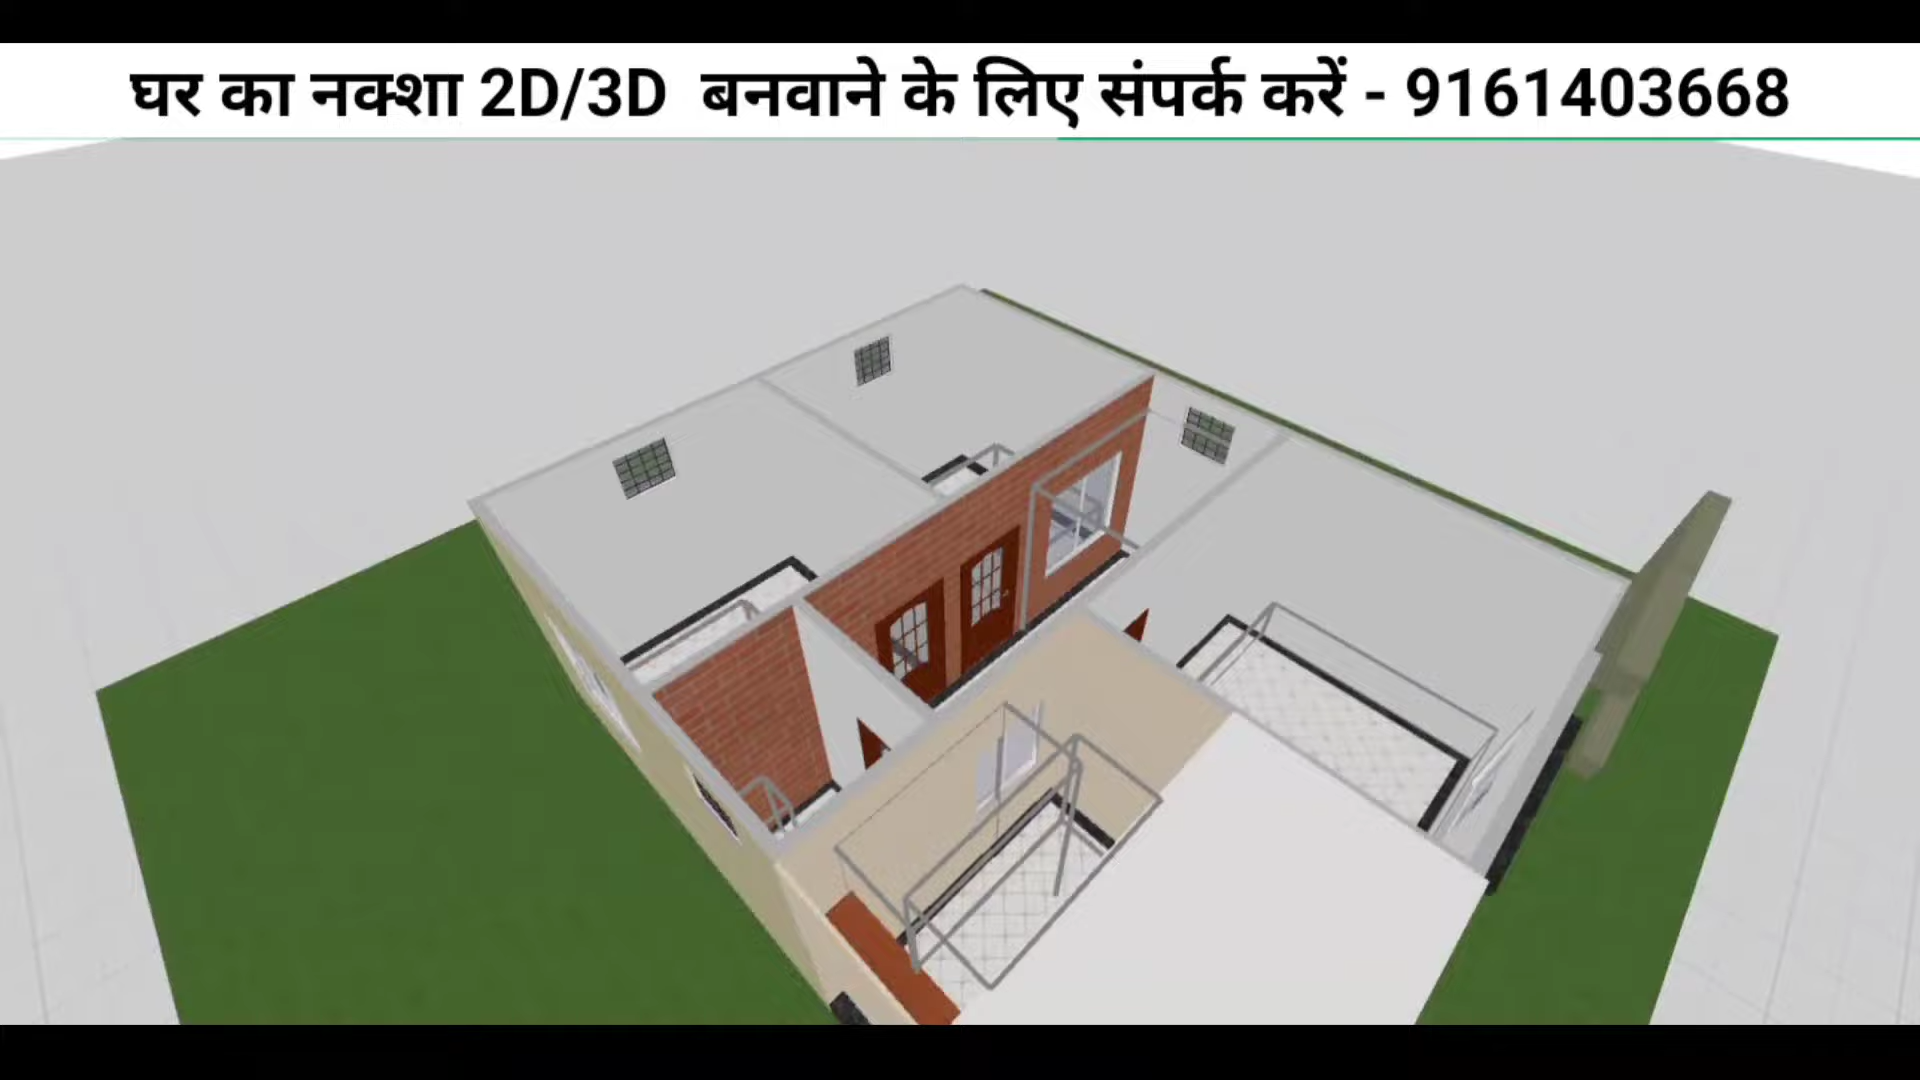 घर का नक्शा 2D/3D बनवाने के लिए संपर्क करें - 9161403668